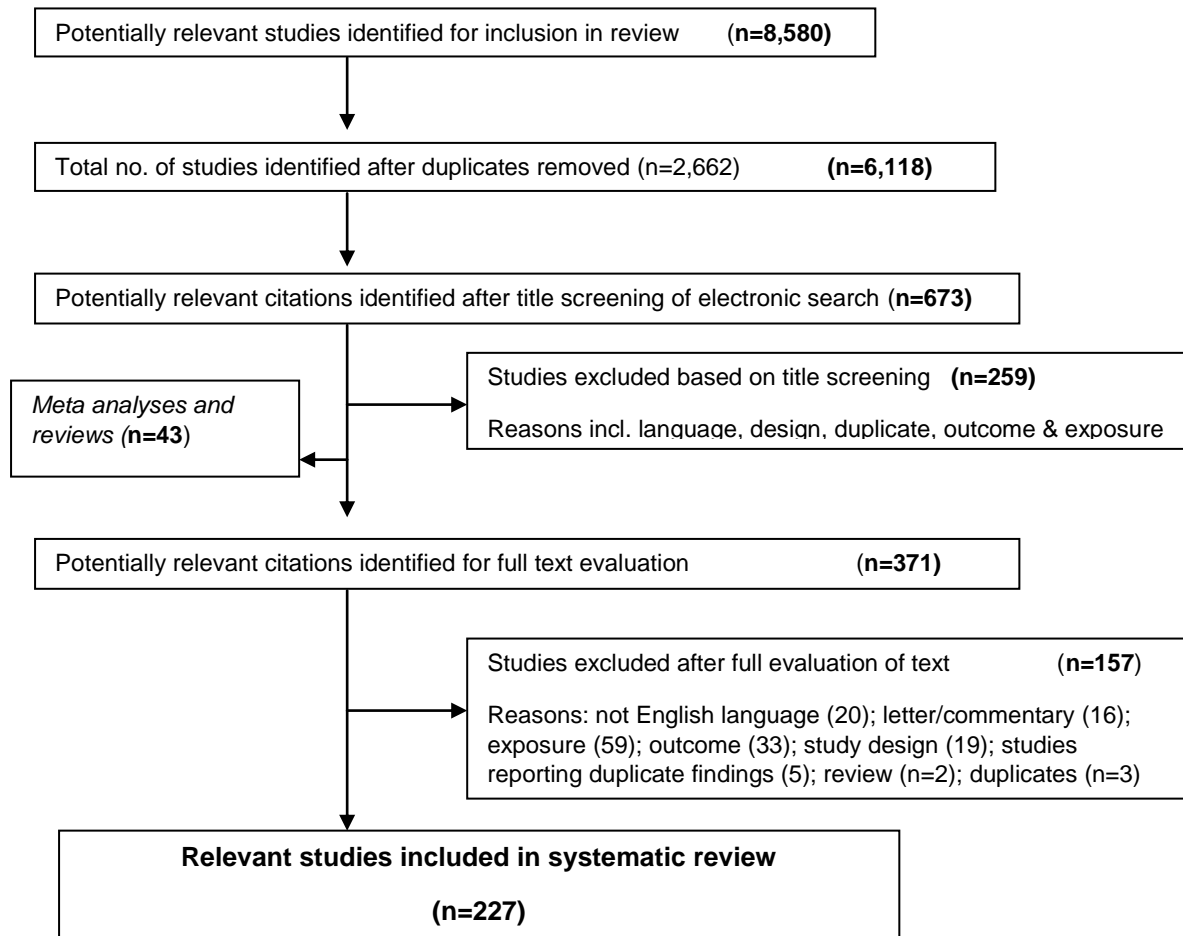 Potentially relevant studies identified for inclusion in review (n=8,580)
Total no. of studies identified after duplicates removed (n=2,662) (n=6,118)
Potentially relevant citations identified after title screening of electronic search (n=673)
Studies excluded based on title screening (n=259)
Reasons incl. language, design, duplicate, outcome & exposure
Meta analyses and
reviews (n=43)
Potentially relevant citations identified for full text evaluation (n=371)
Studies excluded after full evaluation of text (n=157)
Reasons: not English language (20); letter/commentary (16);
exposure (59); outcome (33); study design (19); studies
reporting duplicate findings (5); review (n=2); duplicates (n=3)
Relevant studies included in systematic review
(n=227)